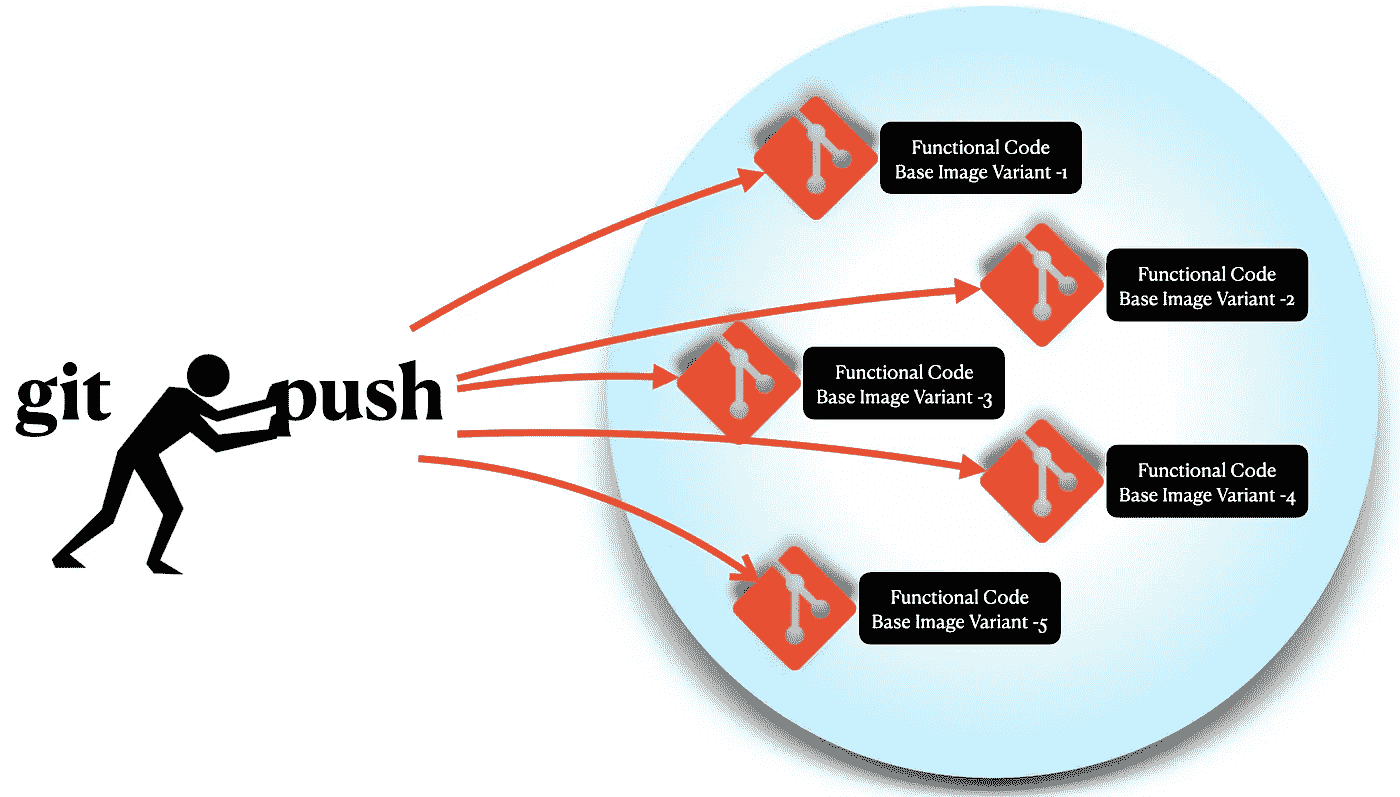 git push
Functional Code
Base Image Variant -1
Functional Code
Base Image Variant -2
Functional Code
Base Image Variant -3
Functional Code
Base Image Variant -4
Functional Code
Base Image Variant -5